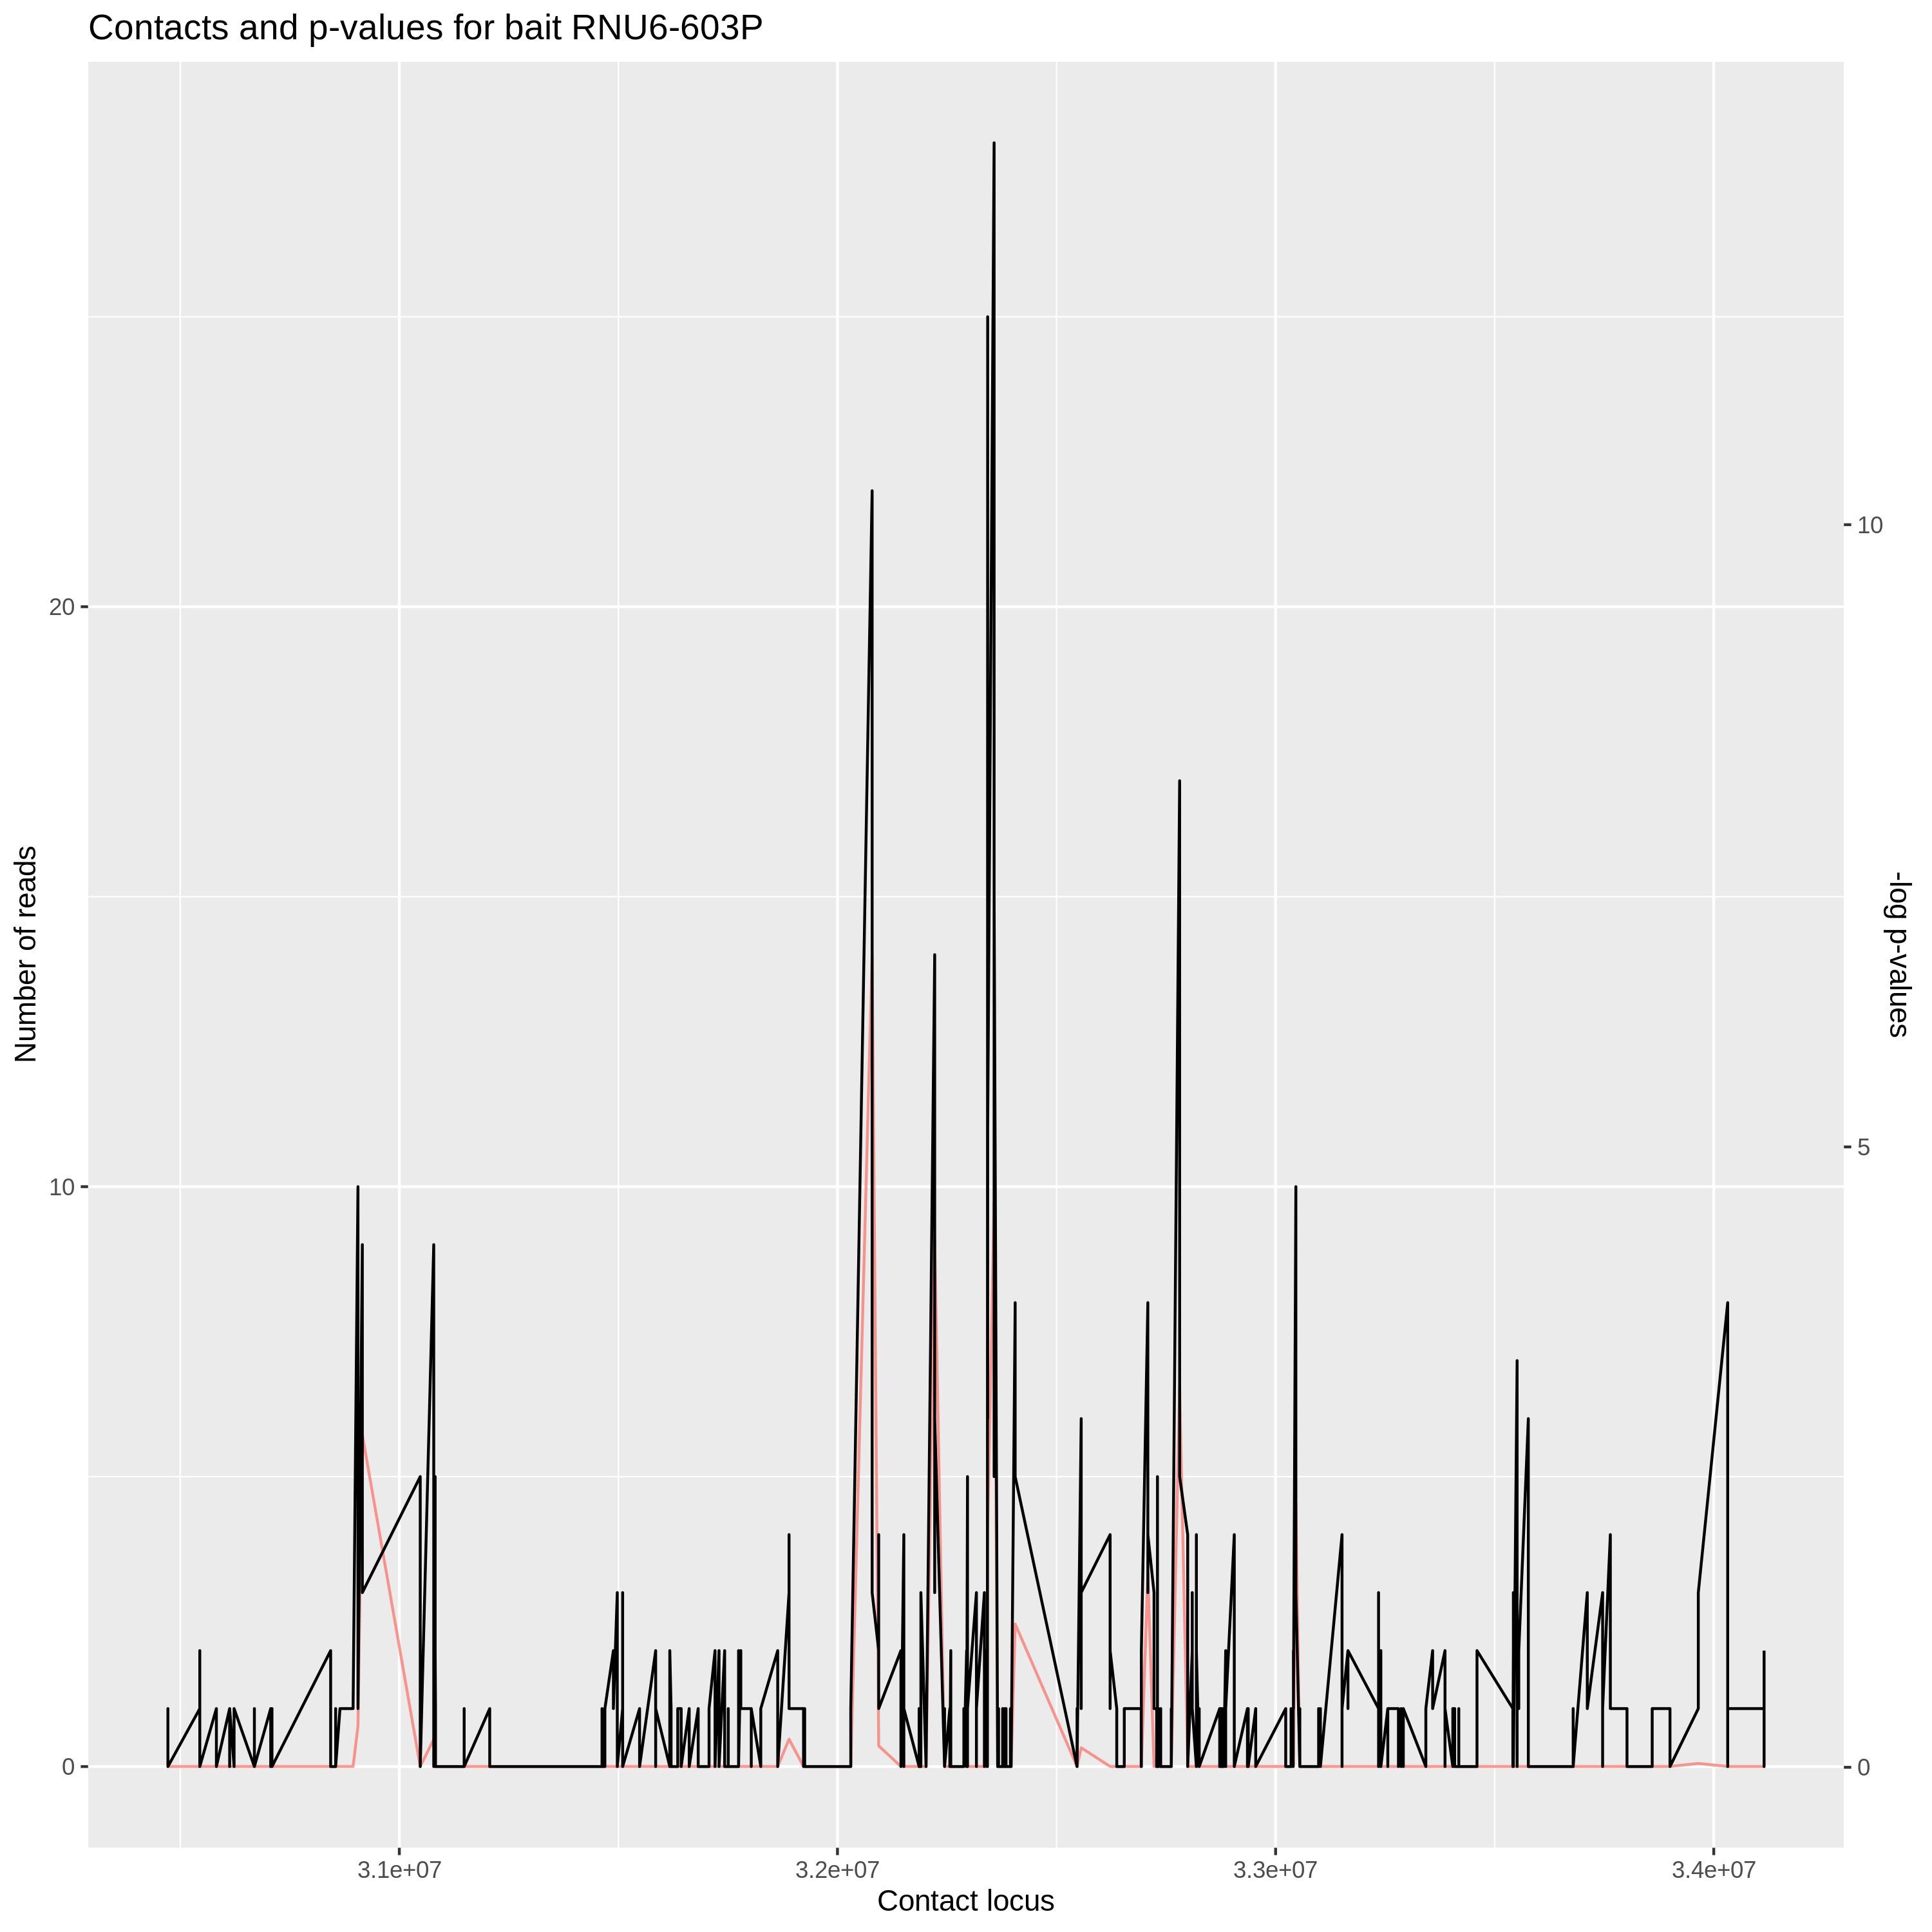 Contacts and p-values for bait RNU6-603P
Number of reads
20
10
0
10
5
0
-log p-values
3.1e+07 3.2e+07 3.3e+07 3.4e+07
Contact locus